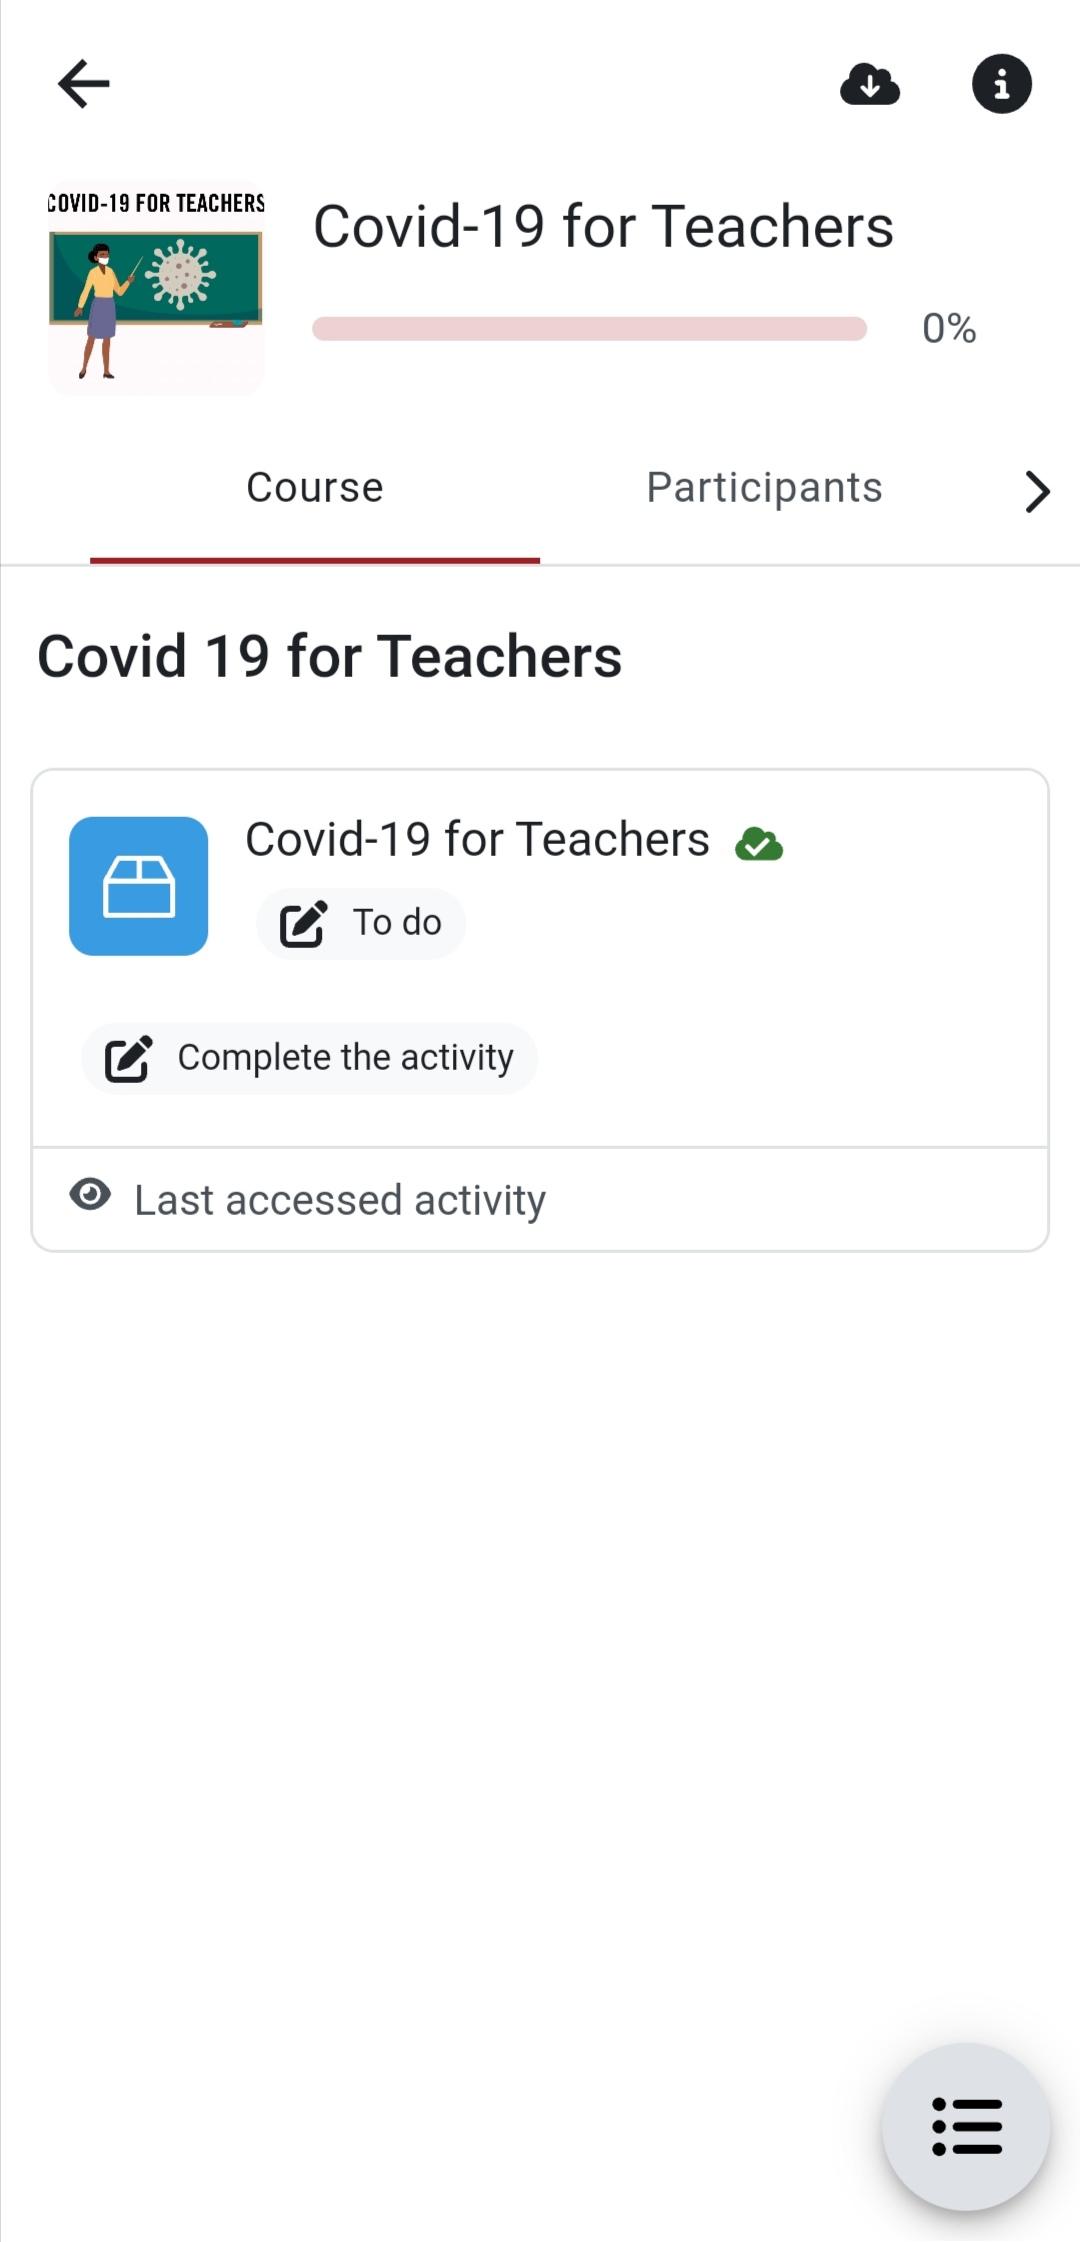 COVID-19 FOR TEACHERS
Covid-19 for Teachers
0%
Course
Participants
Covid 19 for Teachers
Covid-19 for Teachers
To do
Complete the activity
Last accessed activity